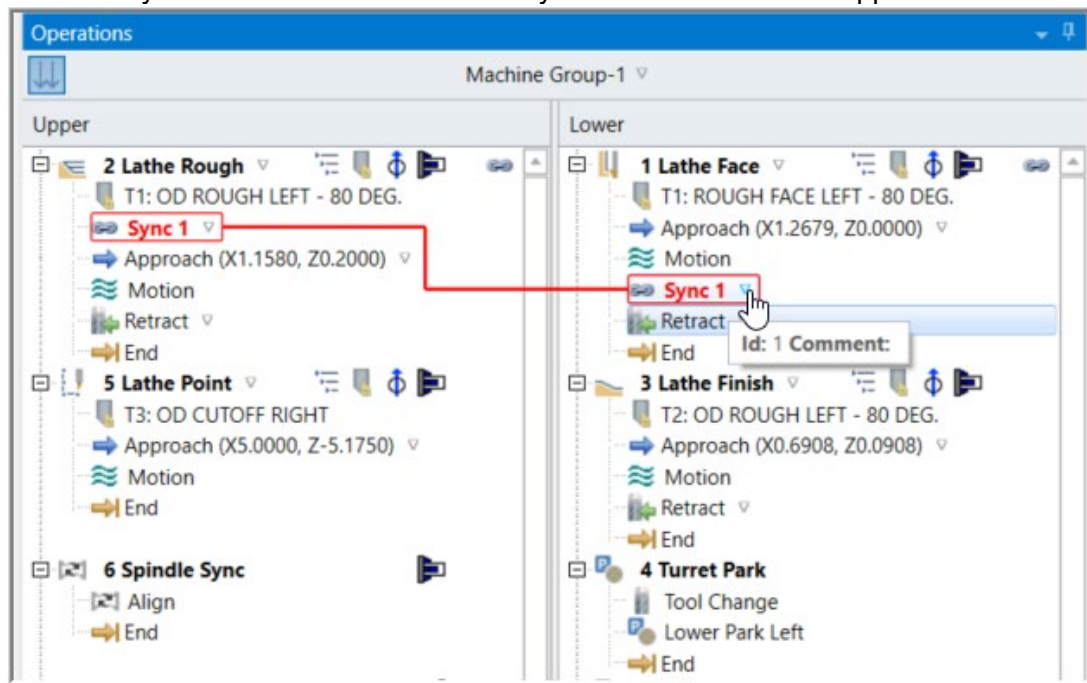 Operations
Machine Group-1
Upper
2 Lathe Rough
T1: OD ROUGH LEFT - 80 DEG.
Sync 1
Approach (X1.1580, Z0.2000)
Motion
Retract
End
5 Lathe Point
T3: OD CUTOFF RIGHT
Approach (X5.0000, Z-5.1750)
Motion
End
6 Spindle Sync
Align
End
Lower
1 Lathe Face
T1: ROUGH FACE LEFT - 80 DEG.
Approach (X1.2679, Z0.0000)
Motion
Sync 1
Retract
Id: 1 Comment:
End
3 Lathe Finish
T2: OD ROUGH LEFT - 80 DEG.
Approach (X0.6908, Z0.0908)
Motion
Retract
End
4 Turret Park
Tool Change
Lower Park Left
End